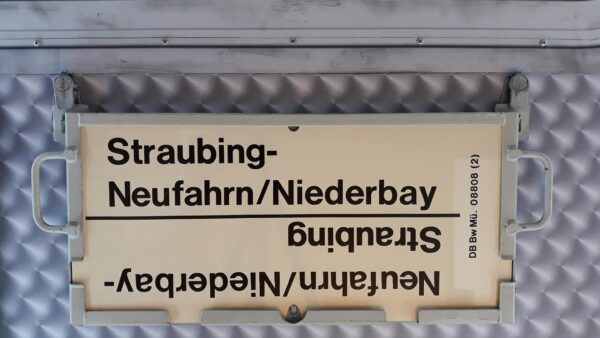 Straubing-
Neufahrn/Niederbay
Neufahrn/Niederbay-
Straubing
DB Bw Mü. 08808 (2)